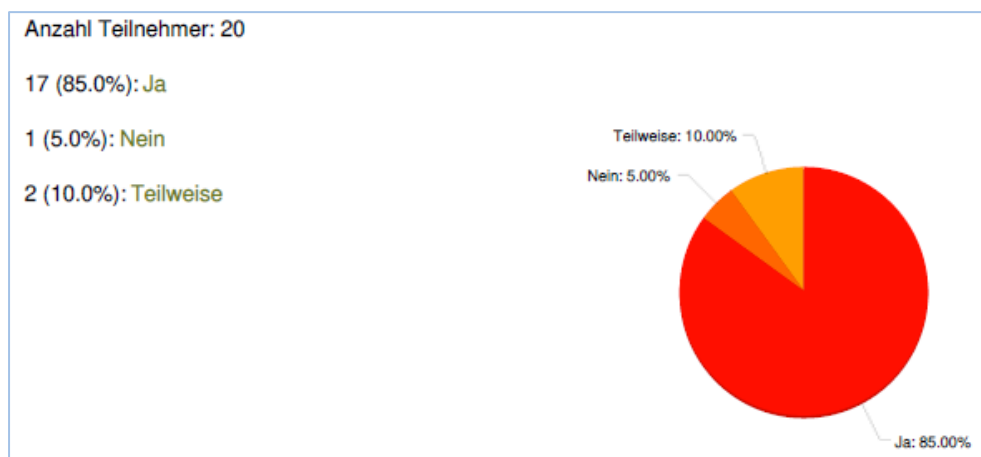 Anzahl Teilnehmer: 20
17 (85.0%): Ja
1 (5.0%): Nein
2 (10.0%): Teilweise
Teilweise: 10.00%
Nein: 5.00%
Ja: 85.00%